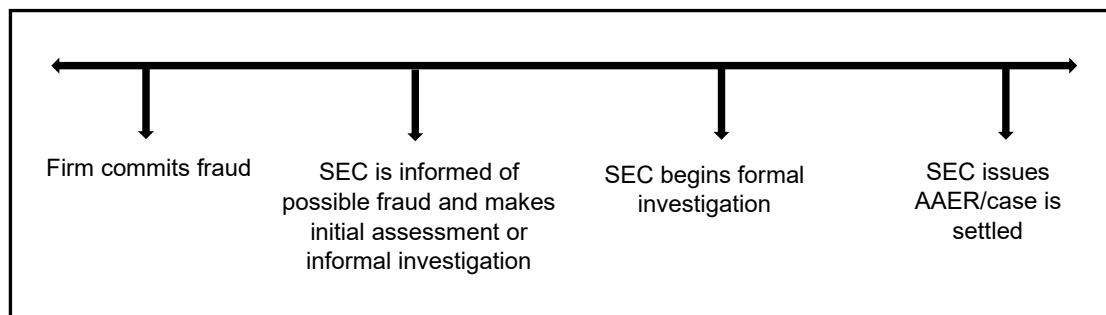 Firm commits fraud
SEC is informed of
possible fraud and makes
initial assessment or
informal investigation
SEC begins formal
investigation
SEC issues
AAER/case is
settled